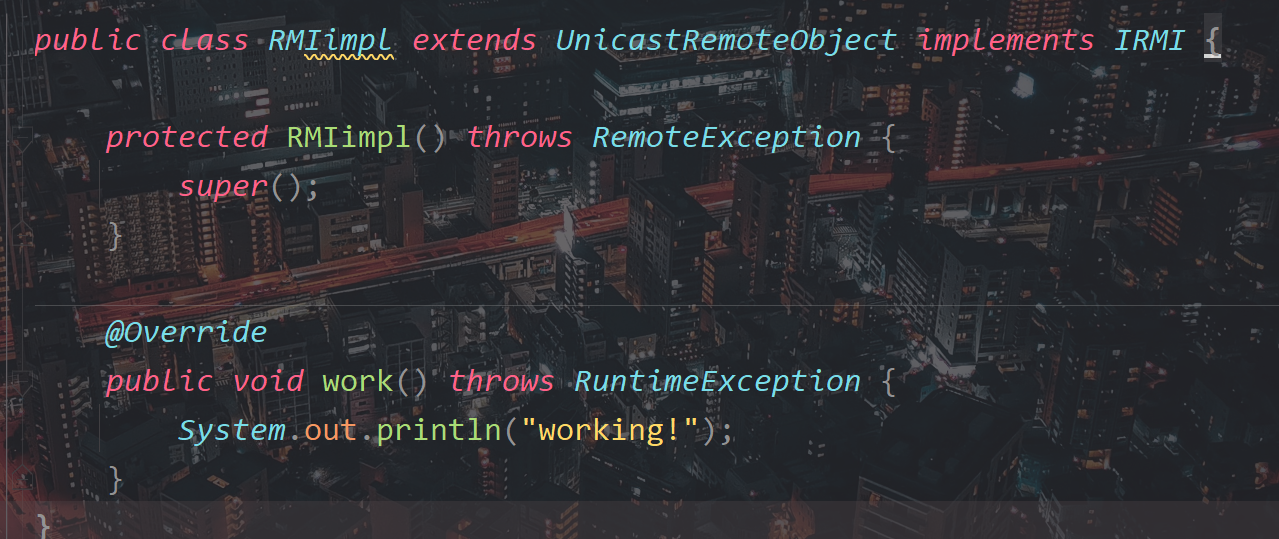 public class RMIimpl extends UnicastRemoteObject implements IRMI {
protected RMIimpl() throws RemoteException {
super();
}
@Override
public void work() throws RuntimeException {
System.out.println("working!");
}
}